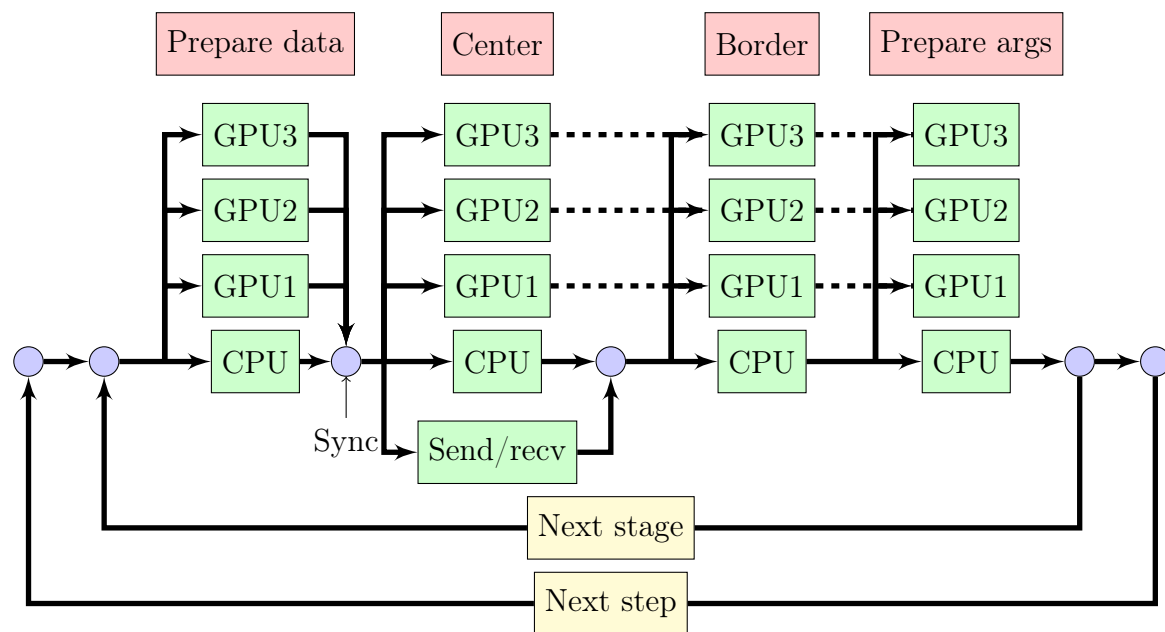 Prepare data
Center
Border
Prepare args
GPU3
GPU3
GPU3
GPU3
GPU2
GPU2
GPU2
GPU2
GPU1
GPU1
GPU1
GPU1
CPU
CPU
CPU
CPU
Sync
Send/recv
Next stage
Next step